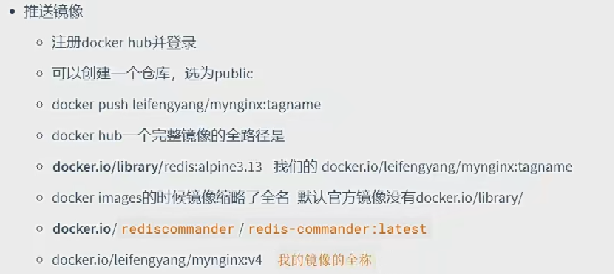 推送镜像
注册docker hub并登录
可以创建一个仓库，选为public
docker push leifengyang/mynginx:tagname
docker hub一个完整镜像的全路径是
docker.io/library/redis:alpine3.13 我们的 docker.io/leifengyang/mynginx:tagname
docker images的时候镜像缩略了全名 默认官方镜像没有docker.io/library/
docker.io/ rediscommander / redis-commander:latest
docker.io/leifengyang/mynginx:v4 我的镜像的全称